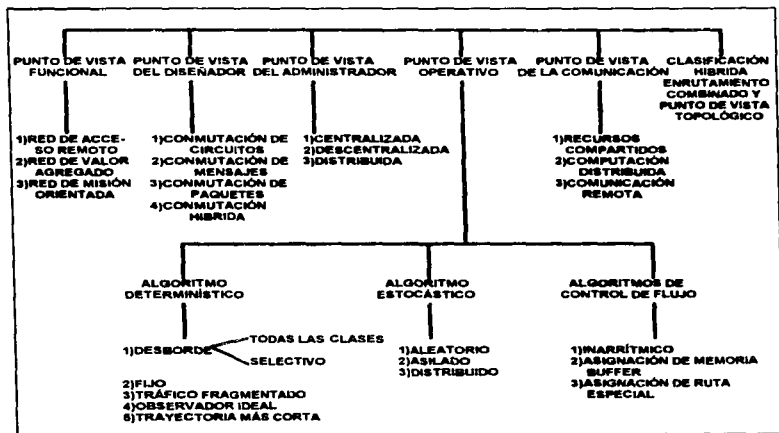 PUNTO DE VISTA
FUNCIONAL
PUNTO DE VISTA
DEL DISEÑADOR
PUNTO DE VISTA
DEL ADMINISTRADOR
PUNTO DE VISTA
OPERATIVO
PUNTO DE VISTA
DE LA COMUNICACIÓN
CLASIFICACIÓN
HIBRIDA
ENRUTAMIENTO
COMBINADO Y
PUNTO DE VISTA
TOPOLÓGICO
1)RED DE ACCE-
SO REMOTO
2)RED DE VALOR
AGREGADO
3)RED DE MISIÓN
ORIENTADA
1)CONMUTACIÓN DE
CIRCUITOS
2)CONMUTACIÓN DE
MENSAJES
3)CONMUTACIÓN DE
PAQUETES
4)CONMUTACIÓN
HIBRIDA
1)CENTRALIZADA
2)DESCENTRALIZADA
3)DISTRIBUIDA
1)RECURSOS
COMPARTIDOS
2)COMPUTACIÓN
DISTRIBUIDA
3)COMUNICACIÓN
REMOTA
ALGORITMO
DETERMINÍSTICO
ALGORITMO
ESTOCÁSTICO
ALGORITMOS DE
CONTROL DE FLUJO
1)DESBORDE
TODAS LAS CLASES
SELECTIVO
2)FIJO
3)TRÁFICO FRAGMENTADO
4)OBSERVADOR IDEAL
5)TRAYECTORIA MÁS CORTA
1)ALEATORIO
2)ASILADO
3)DISTRIBUIDO
1)INARRÍTMICO
2)ASIGNACIÓN DE MEMORIA
BUFFER
3)ASIGNACIÓN DE RUTA
ESPECIAL